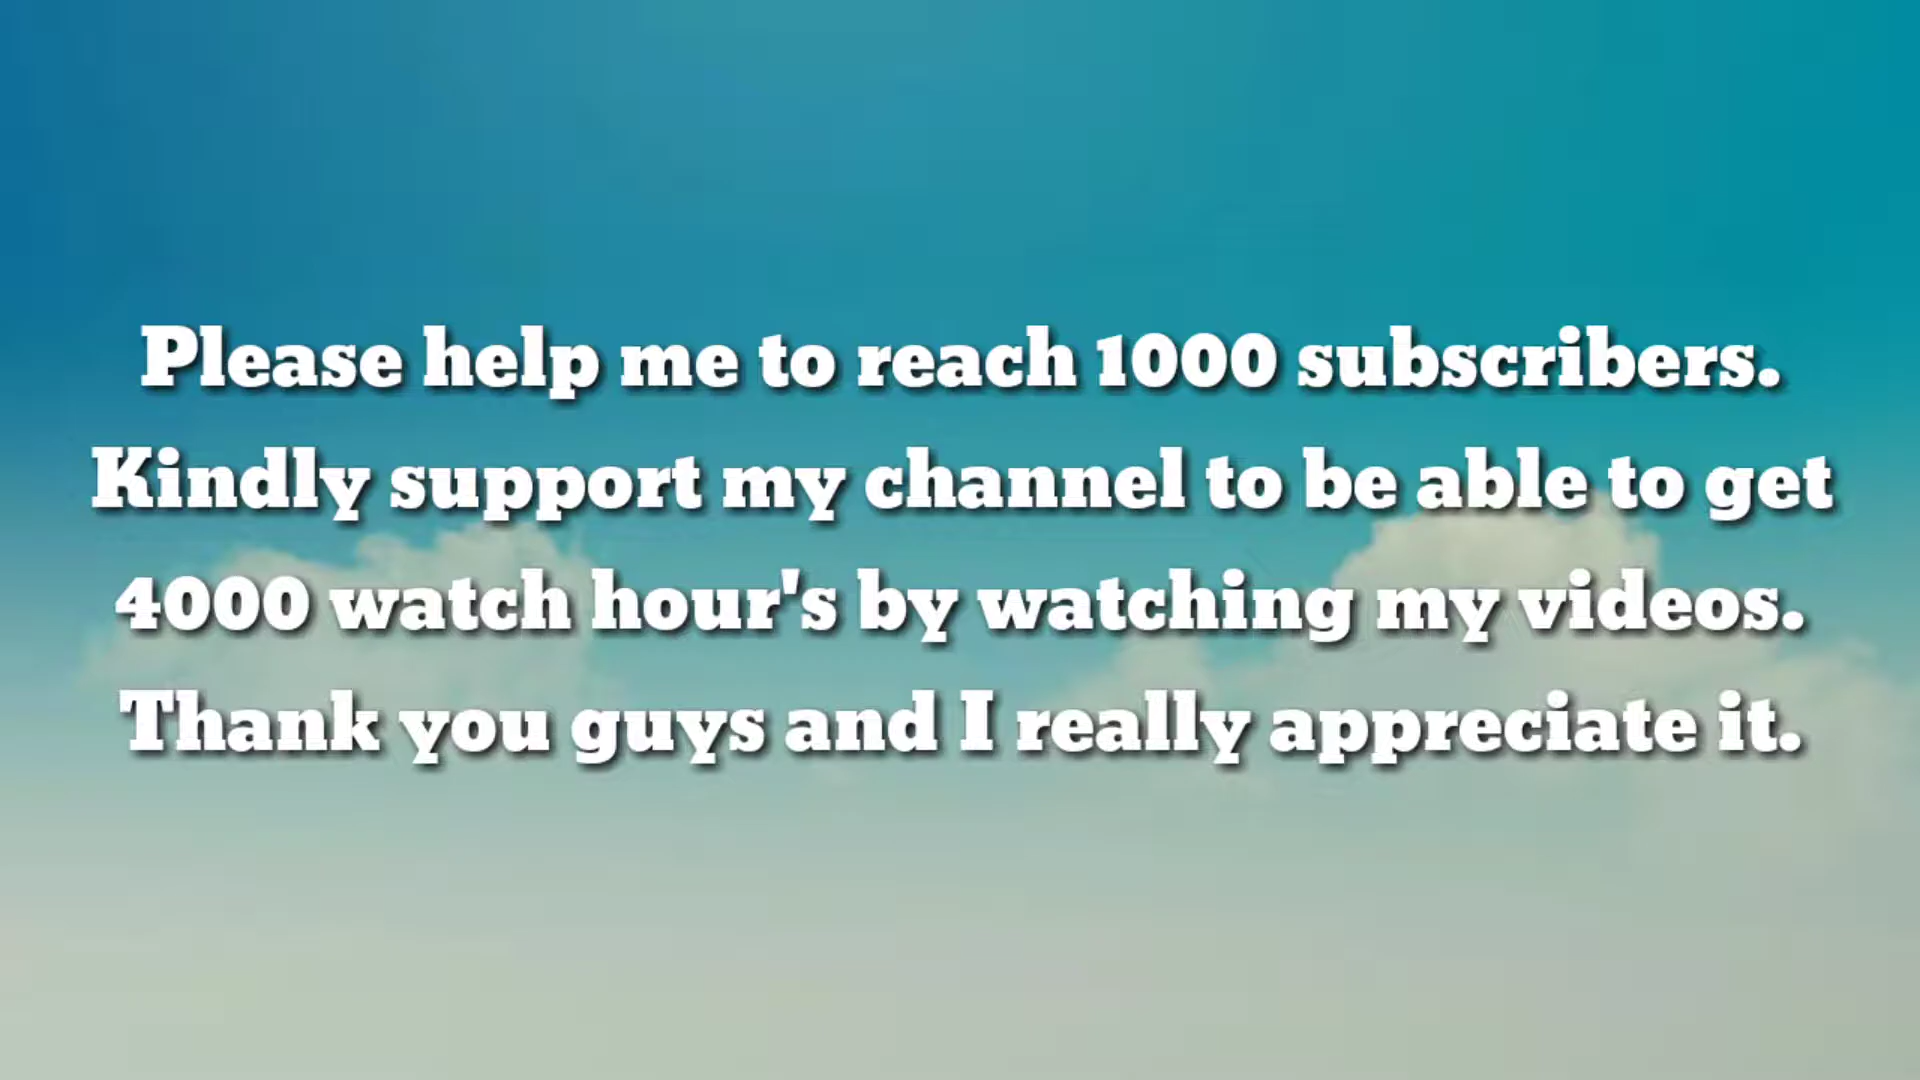 Please help me to reach 1000 subscribers.
Kindly support my channel to be able to get
4000 watch hour's by watching my videos.
Thank you guys and I really appreciate it.